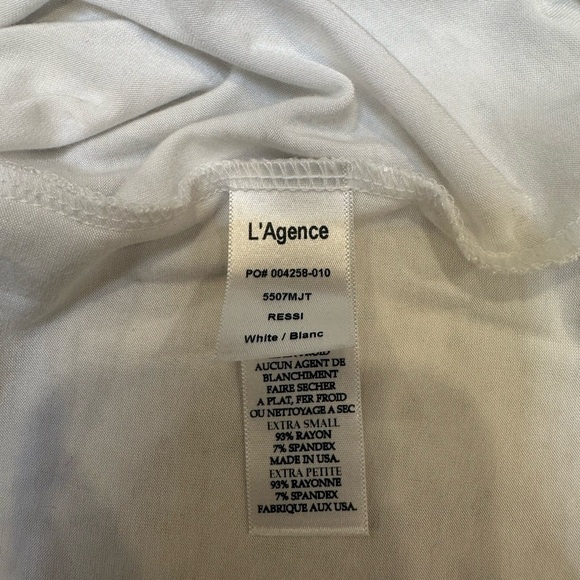 L'Agence
PO# 004258-010
5507MJT
RESSI
White / Blanc
AUCUN AGENT DE
BLANCHIMENT
FAIRE SECHER
A PLAT, FER FROID
OU NETTOYAGE A SEC
EXTRA SMALL
93% RAYON
7% SPANDEX
MADE IN USA.
EXTRA PETITE
93% RAYONNE
7% SPANDEX
FABRIQUE AUX USA.